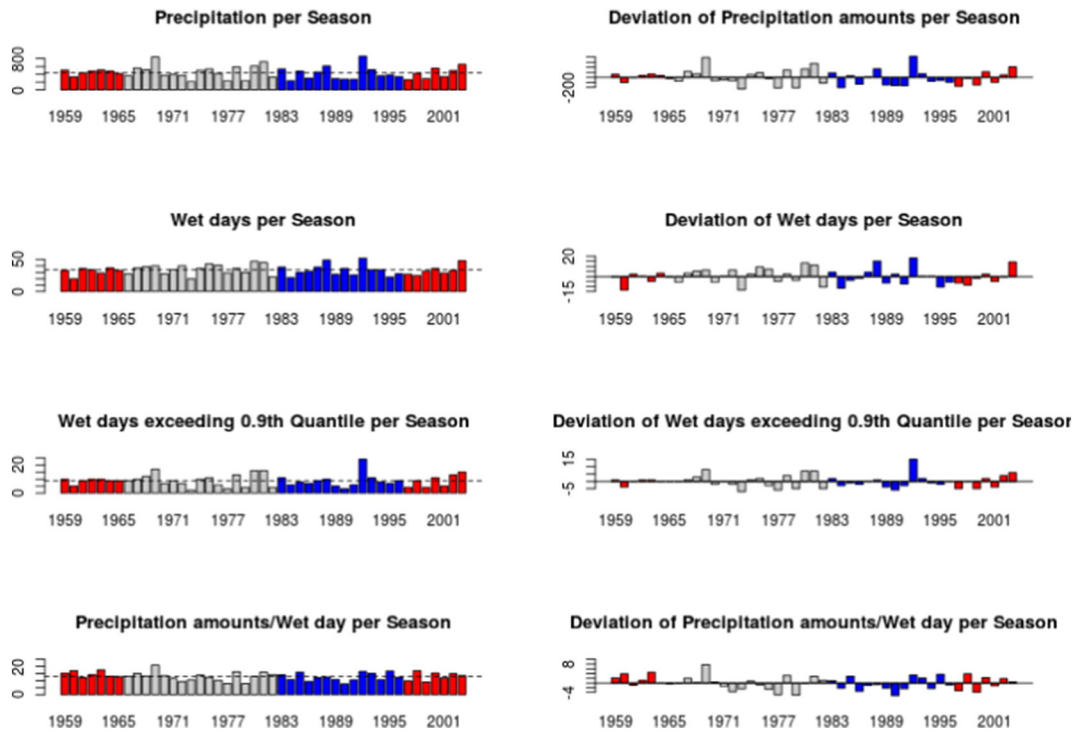 Precipitation per Season
800
0
1959 1965 1971 1977 1983 1989 1995 2001
Deviation of Precipitation amounts per Season
-200
1959 1965 1971 1977 1983 1989 1995 2001
Wet days per Season
50
0
1959 1965 1971 1977 1983 1989 1995 2001
Deviation of Wet days per Season
20
-15
1959 1965 1971 1977 1983 1989 1995 2001
Wet days exceeding 0.9th Quantile per Season
20
0
1959 1965 1971 1977 1983 1989 1995 2001
Deviation of Wet days exceeding 0.9th Quantile per Season
15
-5
1959 1965 1971 1977 1983 1989 1995 2001
Precipitation amounts/Wet day per Season
20
0
1959 1965 1971 1977 1983 1989 1995 2001
Deviation of Precipitation amounts/Wet day per Season
8
-4
1959 1965 1971 1977 1983 1989 1995 2001